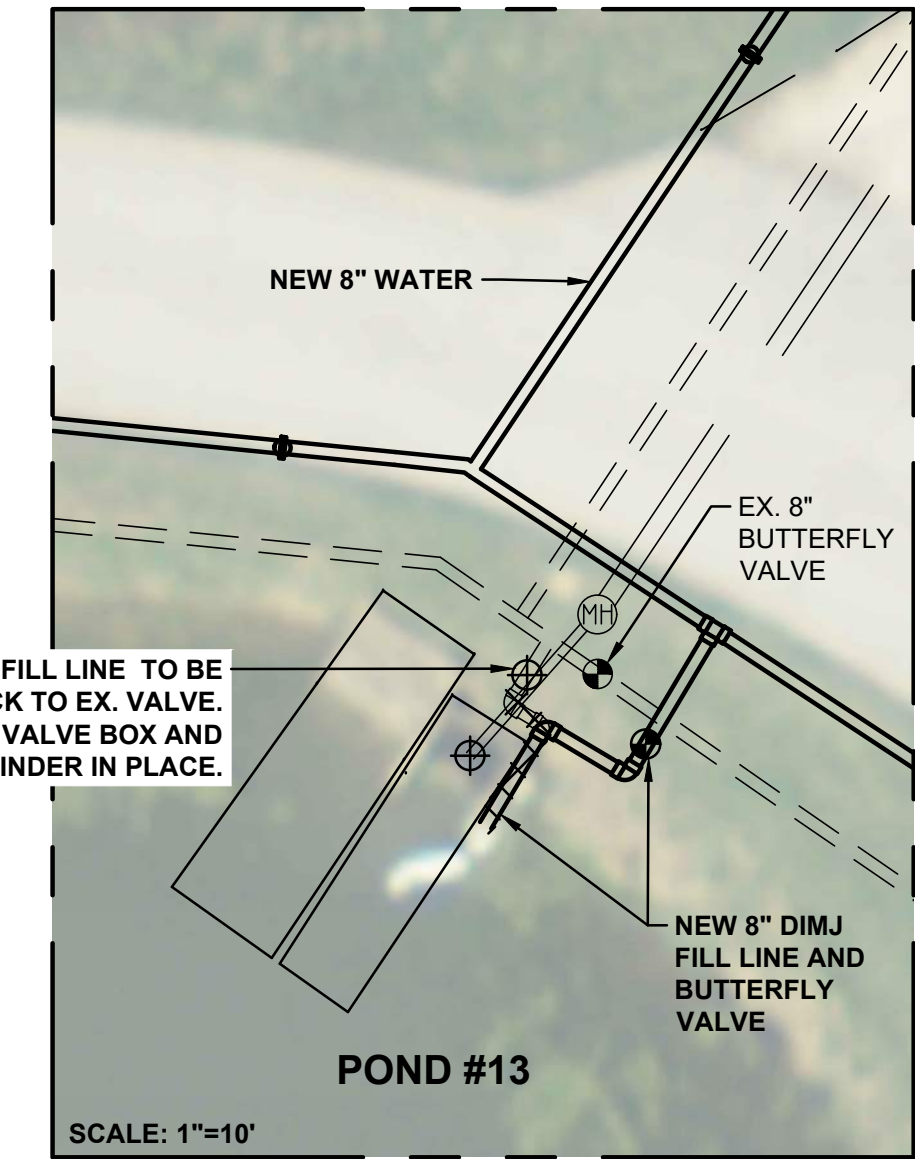 NEW 8" WATER
EX. 8"
BUTTERFLY
VALVE
MH
FILL LINE TO BE
CK TO EX. VALVE.
VALVE BOX AND
INDER IN PLACE.
NEW 8" DIMJ
FILL LINE AND
BUTTERFLY
VALVE
POND #13
SCALE: 1"=10'